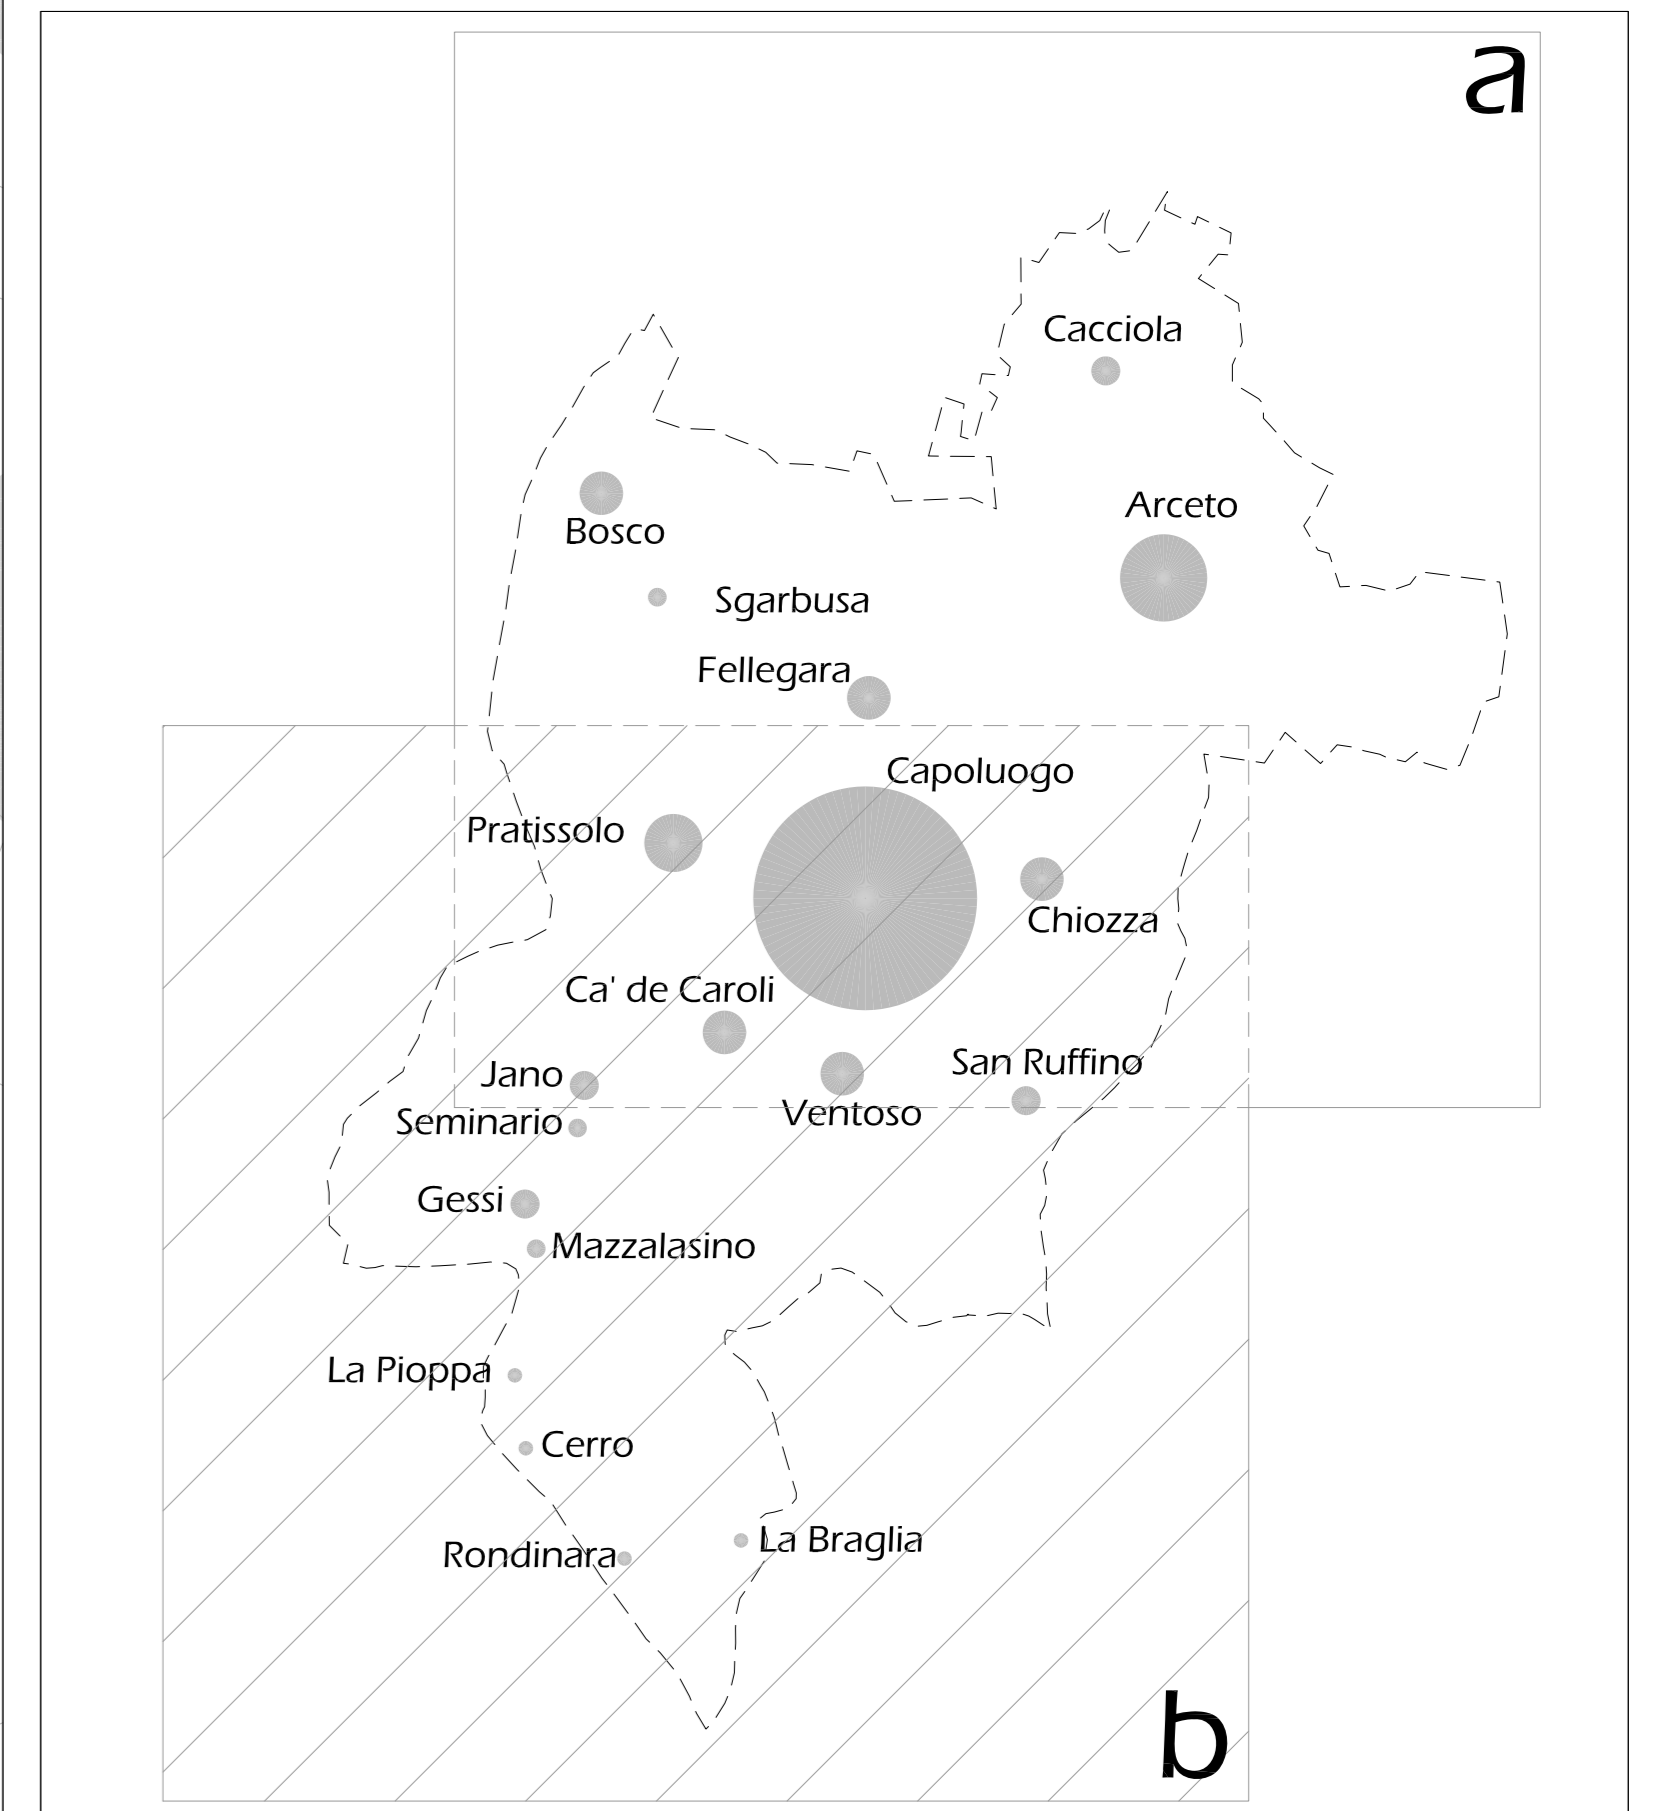 a
Cacciola
Arceto
Bosco
Sgarbusa
Fellegara
Capoluogo
Pratissolo
Chiozza
Ca' de Caroli
San Ruffino
Jano
Ventoso
Seminario
Gessi
Mazzalasino
La Pioppa
Cerro
La Braglia
Rondinara
b